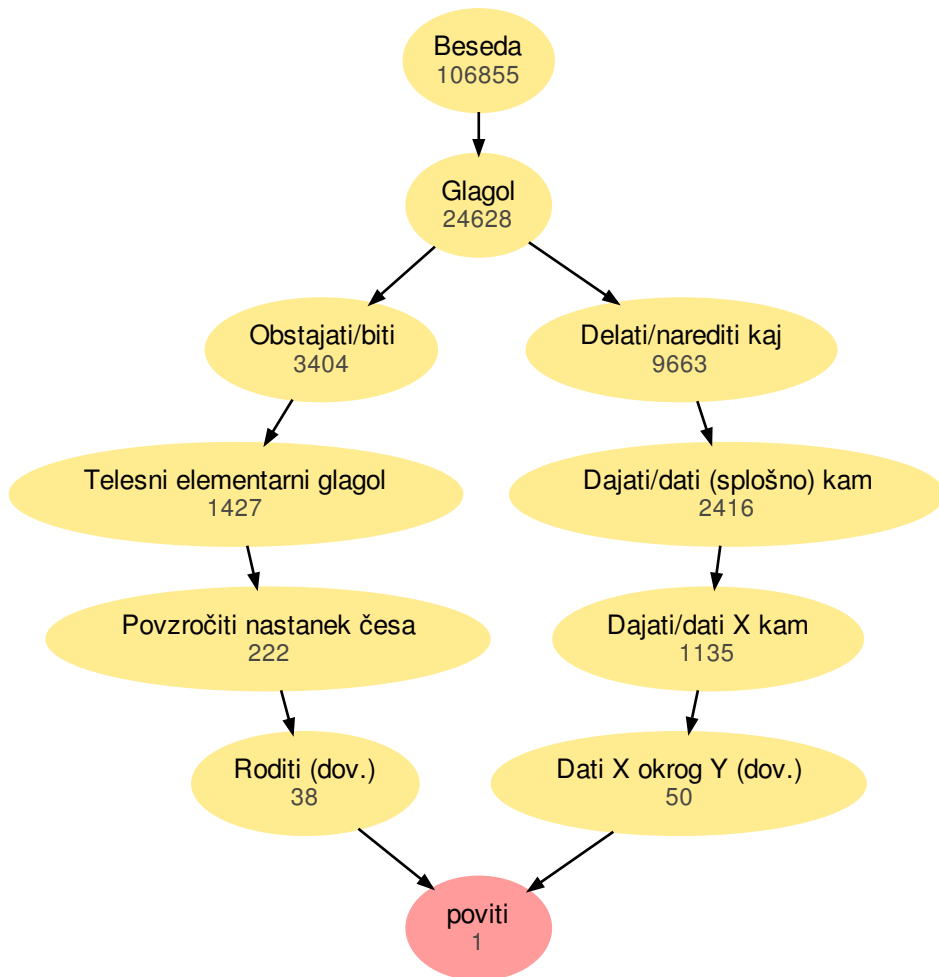 Beseda
106855
Glagol
24628
Obstajati/biti
3404
Delati/narediti kaj
9663
Telesni elementarni glagol
1427
Dajati/dati (splošno) kam
2416
Povzročiti nastanek česa
222
Dajati/dati X kam
1135
Roditi (dov.)
38
Dati X okrog Y (dov.)
50
poviti
1